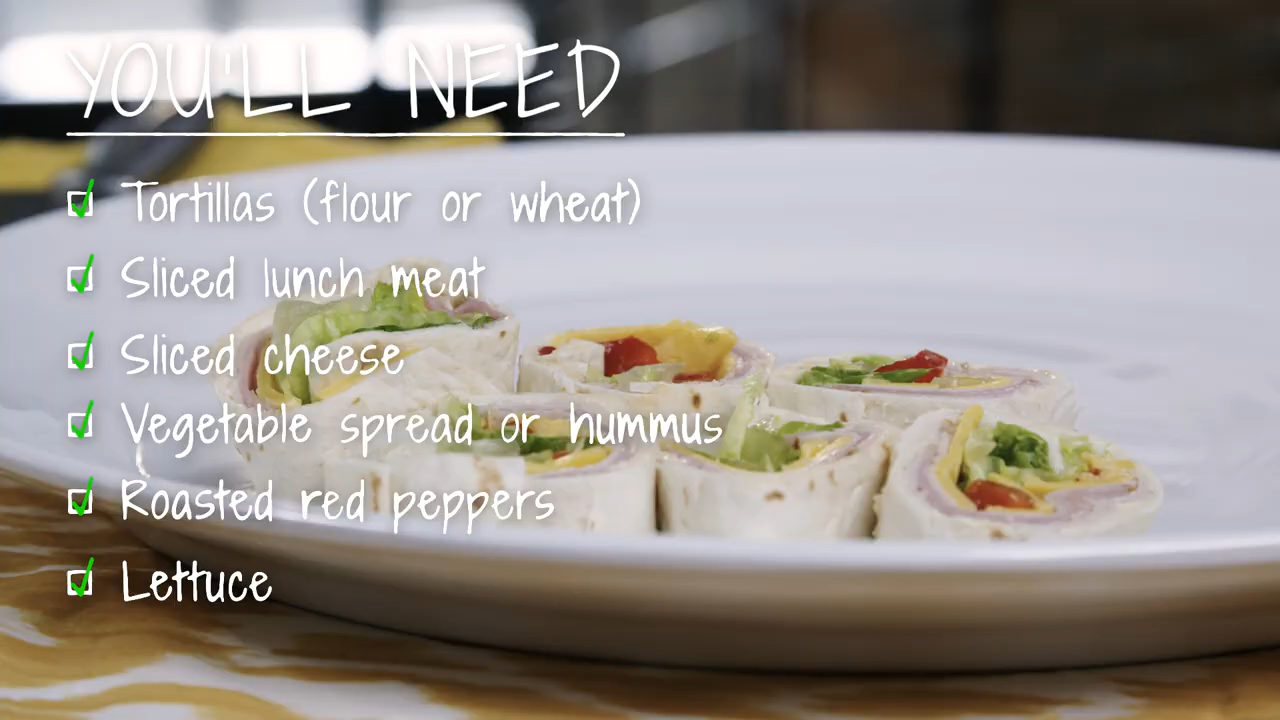 YOU'LL NEED
Tortillas (flour or wheat)
Sliced lunch meat
Sliced cheese
Vegetable spread or hummus
Roasted red peppers
Lettuce